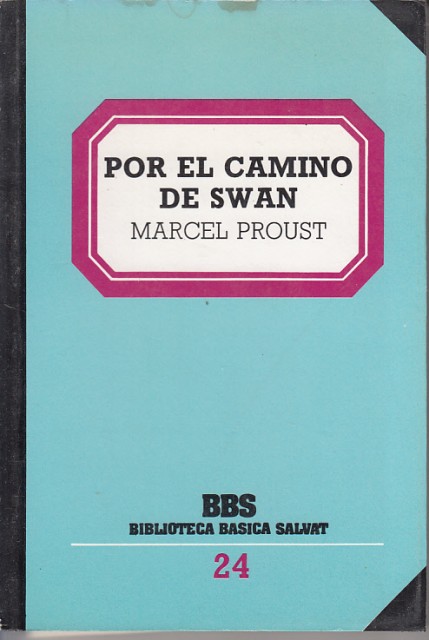 POR EL CAMINO
DE SWAN
MARCEL PROUST
BBS
BIBLIOTECA BASICA SALVAT
24